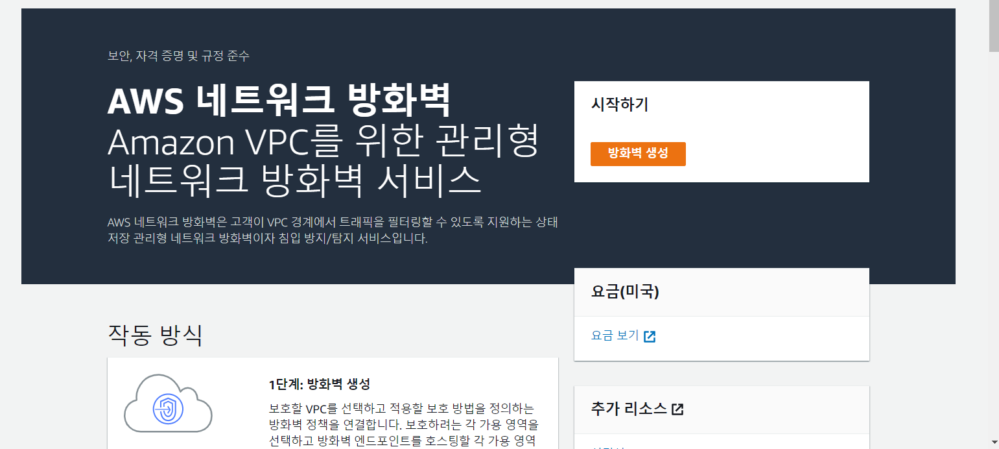 보안, 자격 증명 및 규정 준수
AWS 네트워크 방화벽
Amazon VPC를 위한 관리형
네트워크 방화벽 서비스
AWS 네트워크 방화벽은 고객이 VPC 경계에서 트래픽을 필터링할 수 있도록 지원하는 상태
저장 관리형 네트워크 방화벽이자 침입 방지/탐지 서비스입니다.
시작하기
방화벽 생성
요금(미국)
요금 보기
작동 방식
1단계: 방화벽 생성
보호할 VPC를 선택하고 적용할 보호 방법을 정의하는
방화벽 정책을 연결합니다. 보호하려는 각 가용 영역을
선택하고 방화벽 엔드포인트를 호스팅할 각 가용 영역
추가 리소스